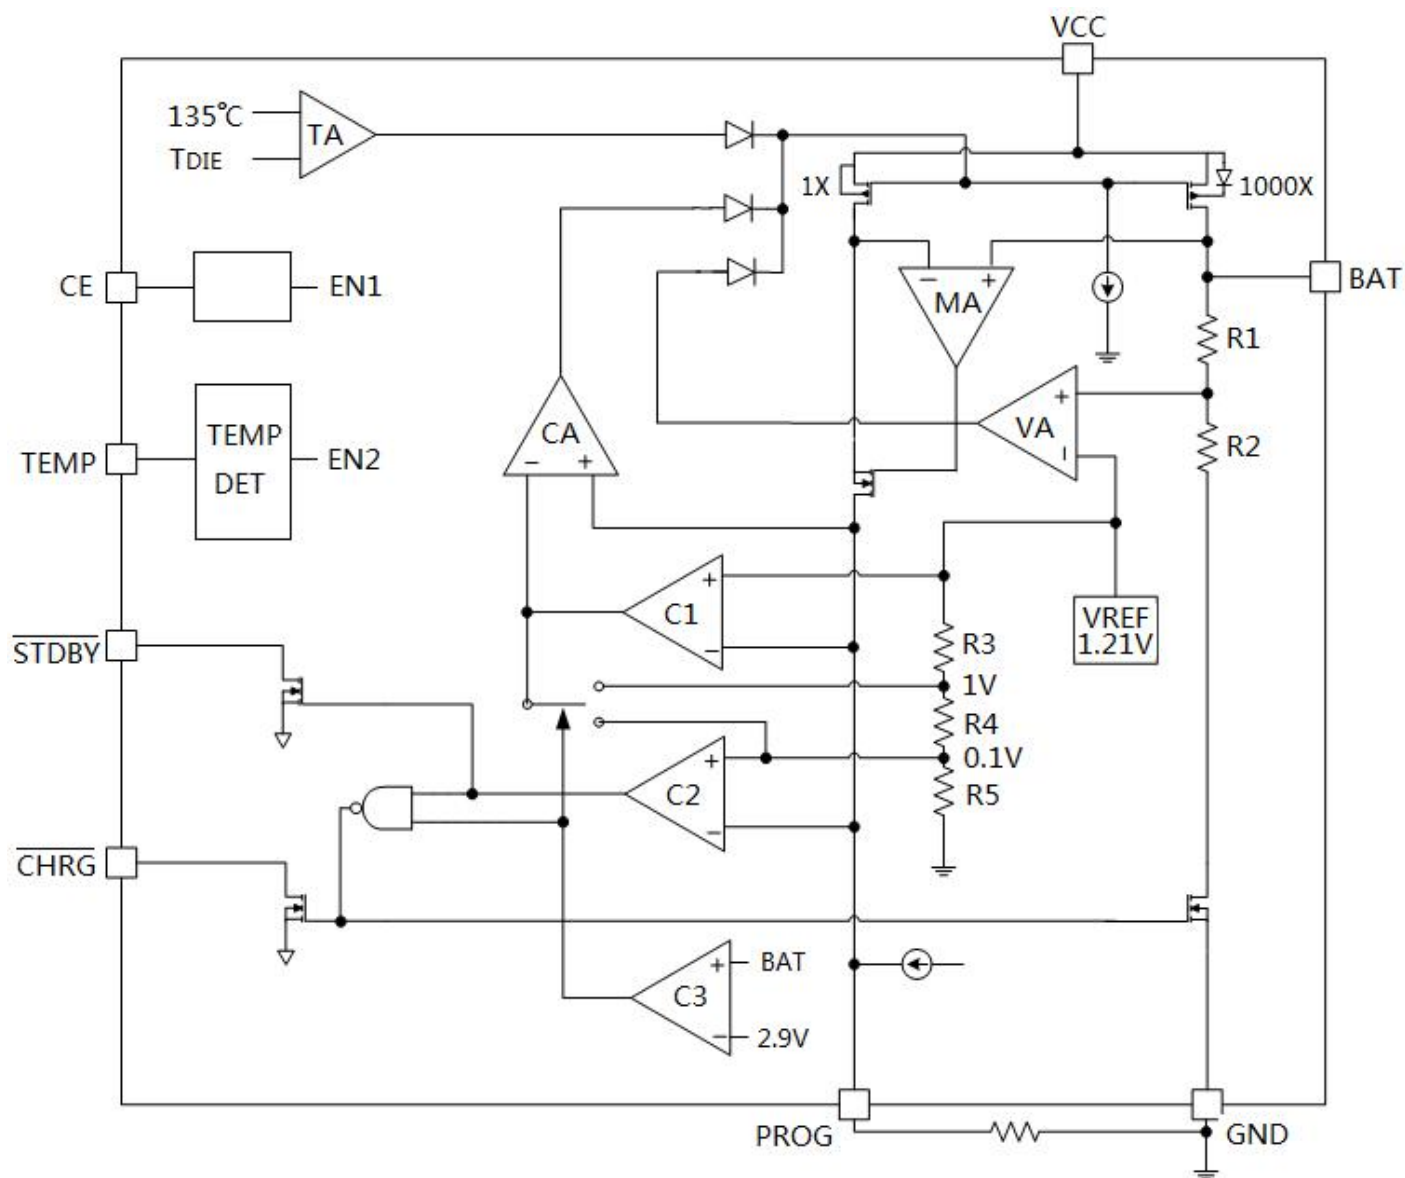 VCC
135℃
TA
TDIE
1X
1000X
CE
EN1
BAT
−
+
MA
R1
TEMP
TEMP
DET
EN2
CA
−
+
+
VA
−
R2
STDBY
+
C1
−
R3
VREF
1.21V
1V
R4
0.1V
+
C2
−
R5
CHRG
+
BAT
C3
−
2.9V
PROG
GND